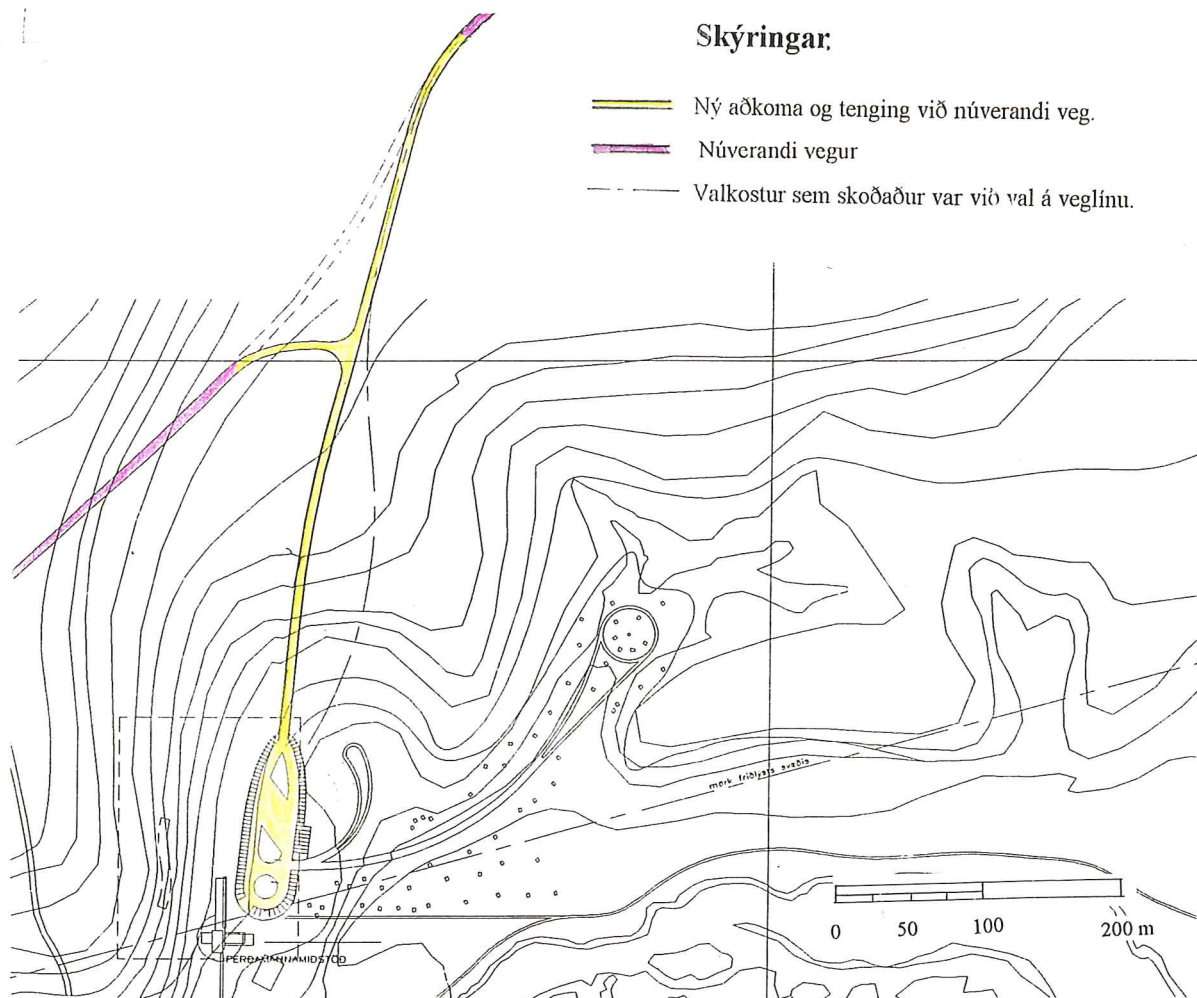 Skýringar.
Ný aðkoma og tenging við núverandi veg.
Núverandi vegur
Valkostur sem skoðaður var við val á veglínu.
mörk friðlýsts svæðis
FERÐAMANNAMIÐSTÖÐ
0 50 100 200 m